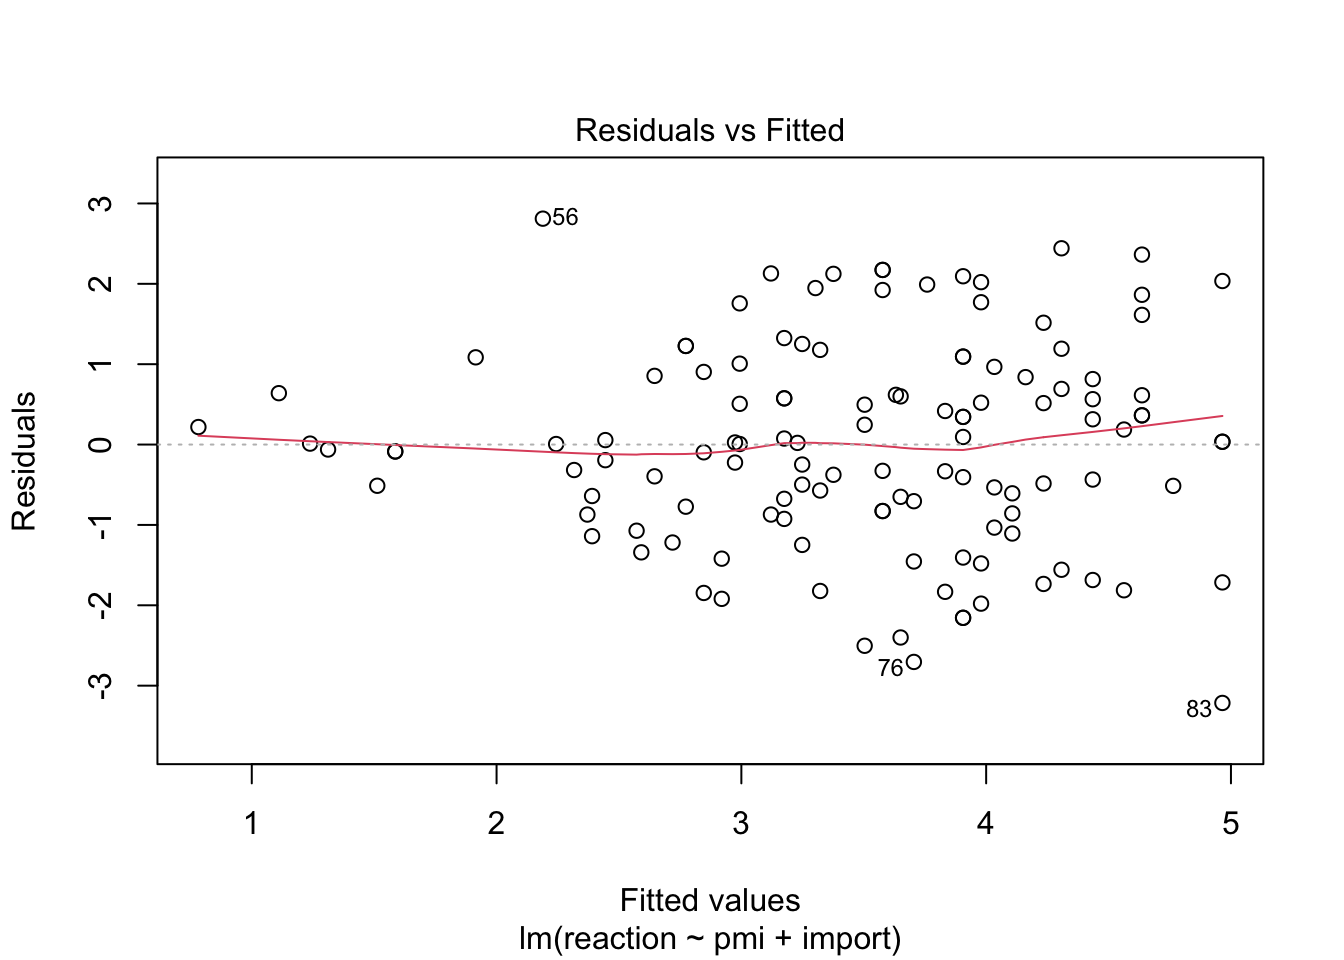 Residuals vs Fitted
Residuals
3
2
1
0
-1
-2
-3
56
76
83
1 2 3 4 5
Fitted values
lm(reaction ~ pmi + import)